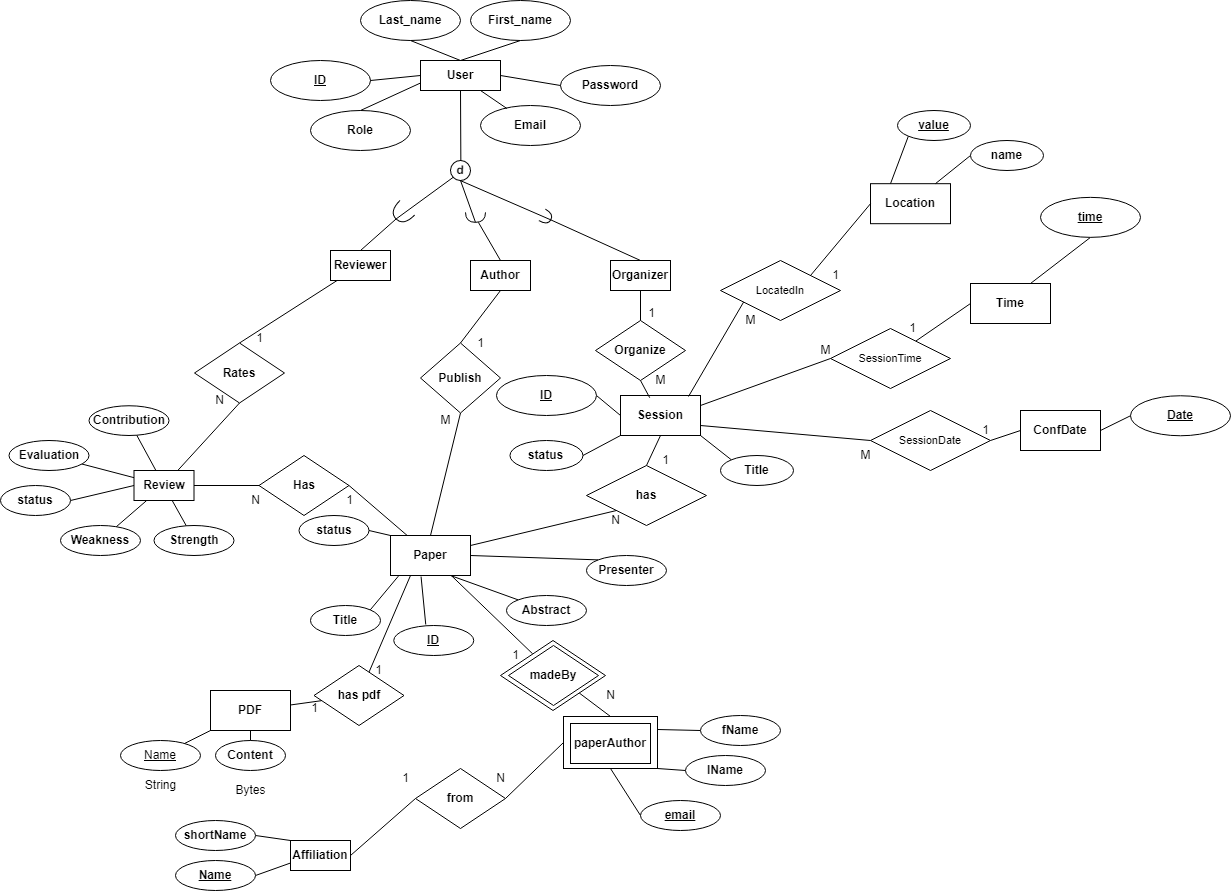 Last_name
First_name
ID
User
Password
Role
Email
d
value
name
Location
time
Reviewer
Author
Organizer
LocatedIn
1
M
Time
1
Organize
M
1
M
SessionTime
1
Rates
N
1
Publish
M
ID
Session
status
Title
SessionDate
M
1
ConfDate
Date
Contribution
Evaluation
status
Review
Weakness
Strength
N
Has
1
1
has
N
status
Paper
Presenter
Abstract
Title
ID
1
madeBy
N
1
has pdf
1
PDF
Name
Content
String
Bytes
paperAuthor
fName
lName
email
1
N
from
shortName
Affiliation
Name